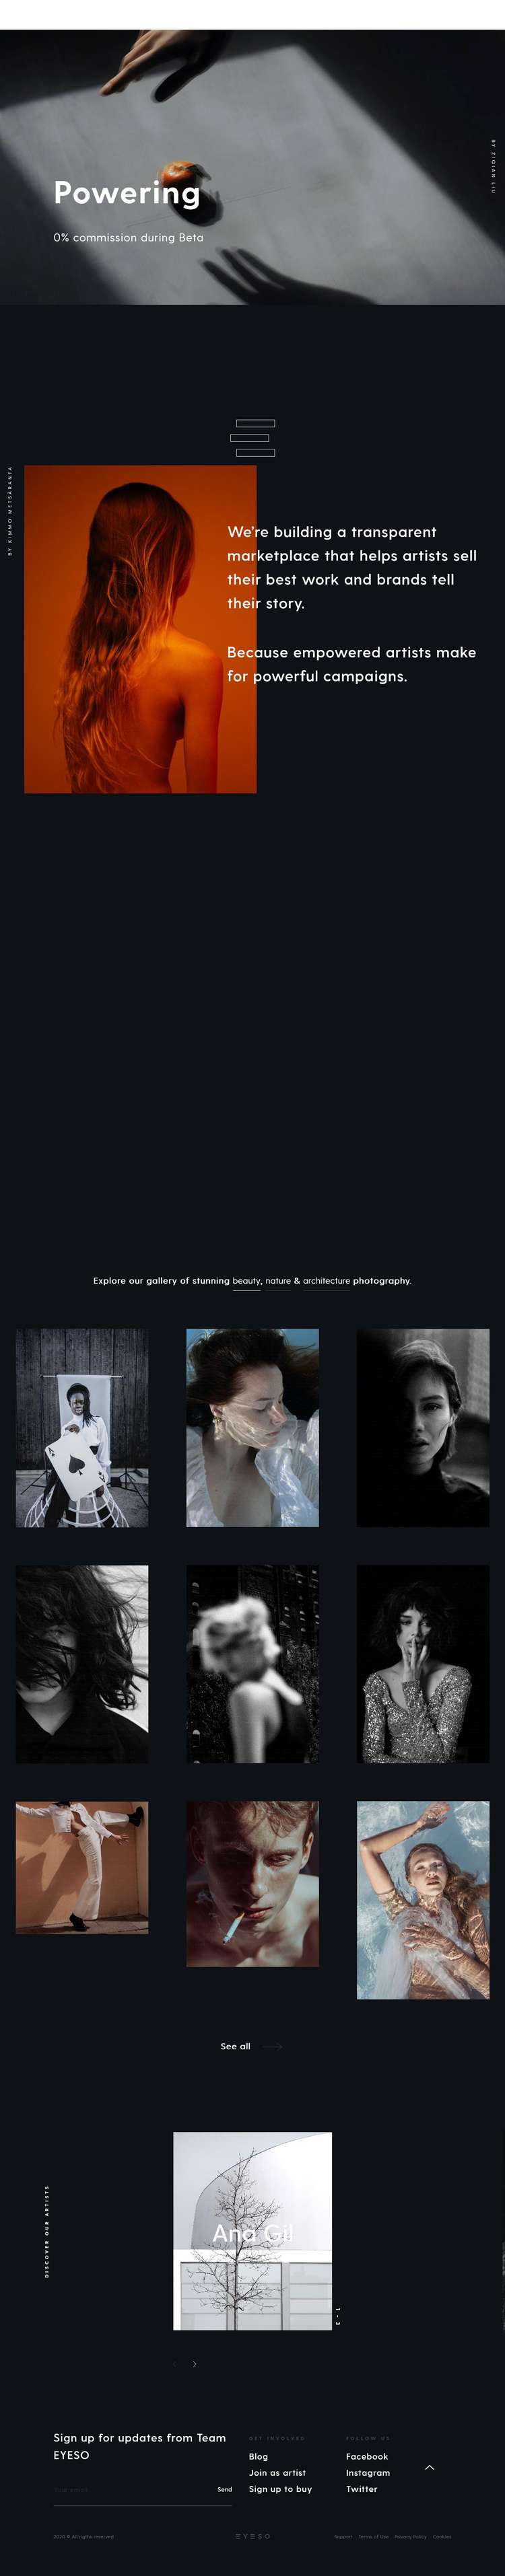 Powering
0% commission during Beta
BY ZIQIAN LIU
BY KIMMO METSÄRANTA
We're building a transparent
marketplace that helps artists sell
their best work and brands tell
their story.
Because empowered artists make
for powerful campaigns.
Explore our gallery of stunning beauty, nature & architecture photography.
A
See all
DISCOVER OUR ARTISTS
Ana Gil
1 - 3
Sign up for updates from Team
EYESO
Your email
Send
GET INVOLVED
Blog
Join as artist
Sign up to buy
FOLLOW US
Facebook
Instagram
Twitter
2020 © All rights reserved
EYESO
Support Terms of Use Privacy Policy Cookies